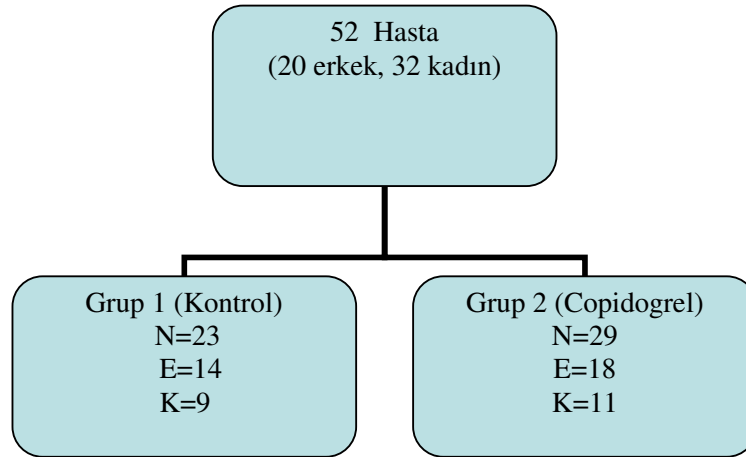 52 Hasta
(20 erkek, 32 kadın)
Grup 1 (Kontrol)
N=23
E=14
K=9
Grup 2 (Copidogrel)
N=29
E=18
K=11